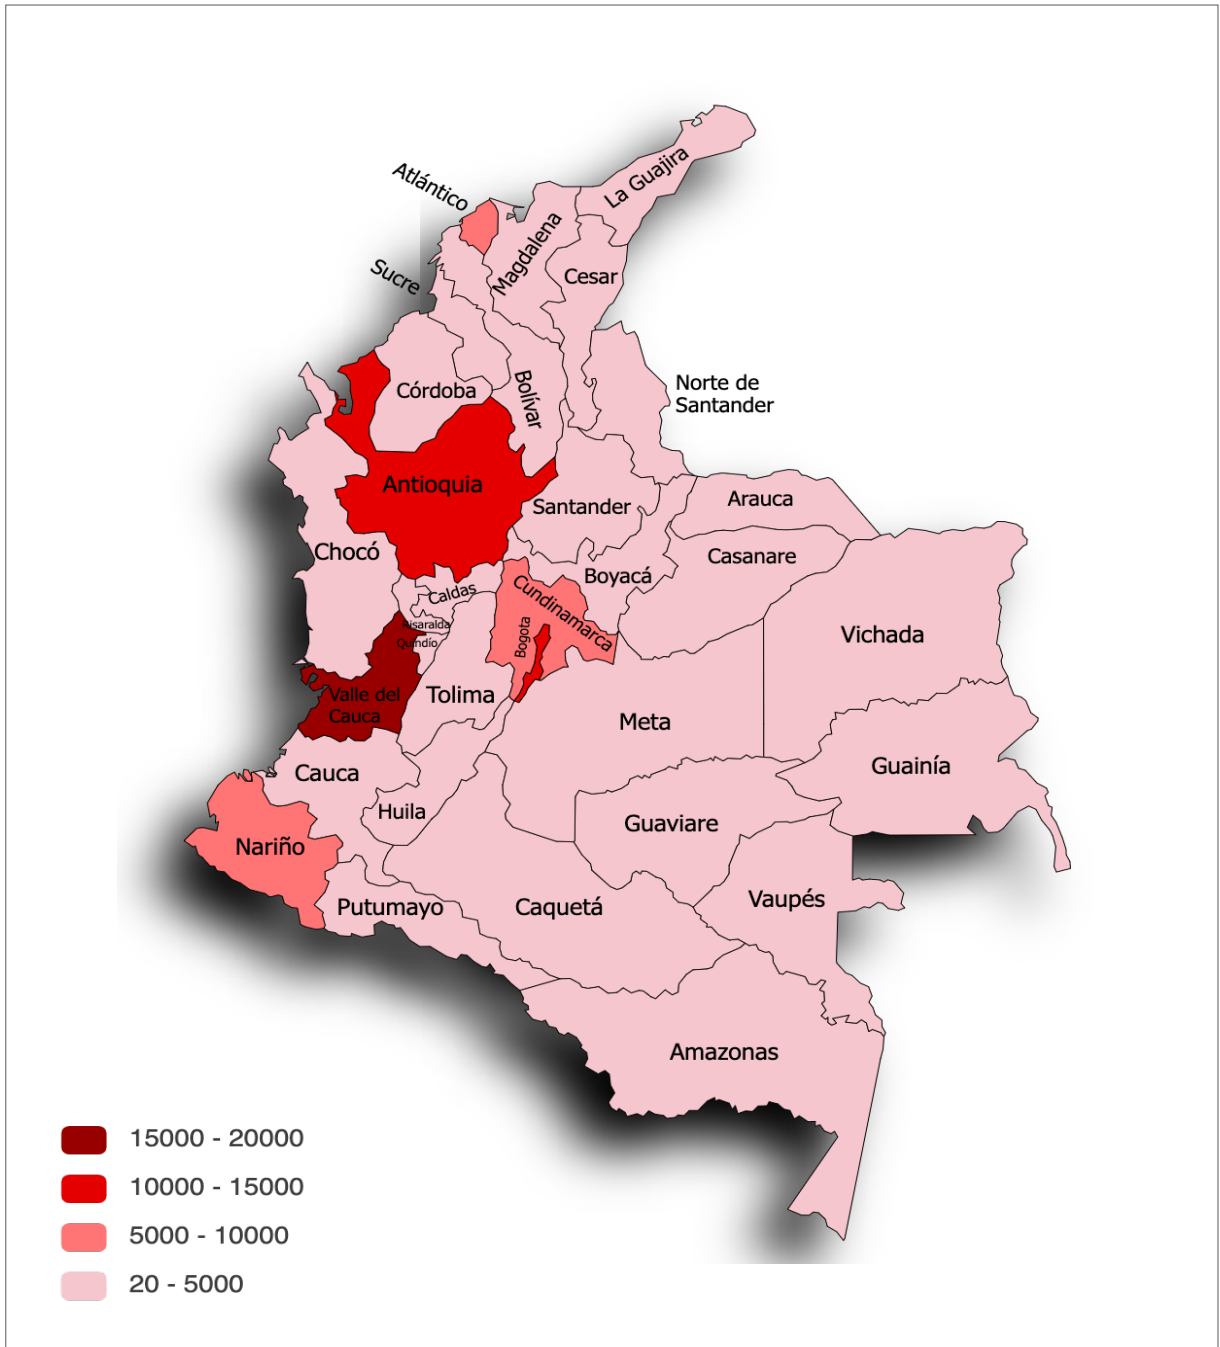 La Guajira
Atlántico
Magdalena
Sucre
Cesar
Norte de
Santander
Córdoba
Bolívar
Antioquia
Santander
Arauca
Chocó
Casanare
Boyacá
Caldas
Cundinamarca
Risaralda
Bogota
Quindío
Vichada
Valle del
Cauca
Tolima
Meta
Cauca
Guainía
Huila
Guaviare
Nariño
Vaupés
Putumayo
Caquetá
Amazonas
15000 - 20000
10000 - 15000
5000 - 10000
20 - 5000